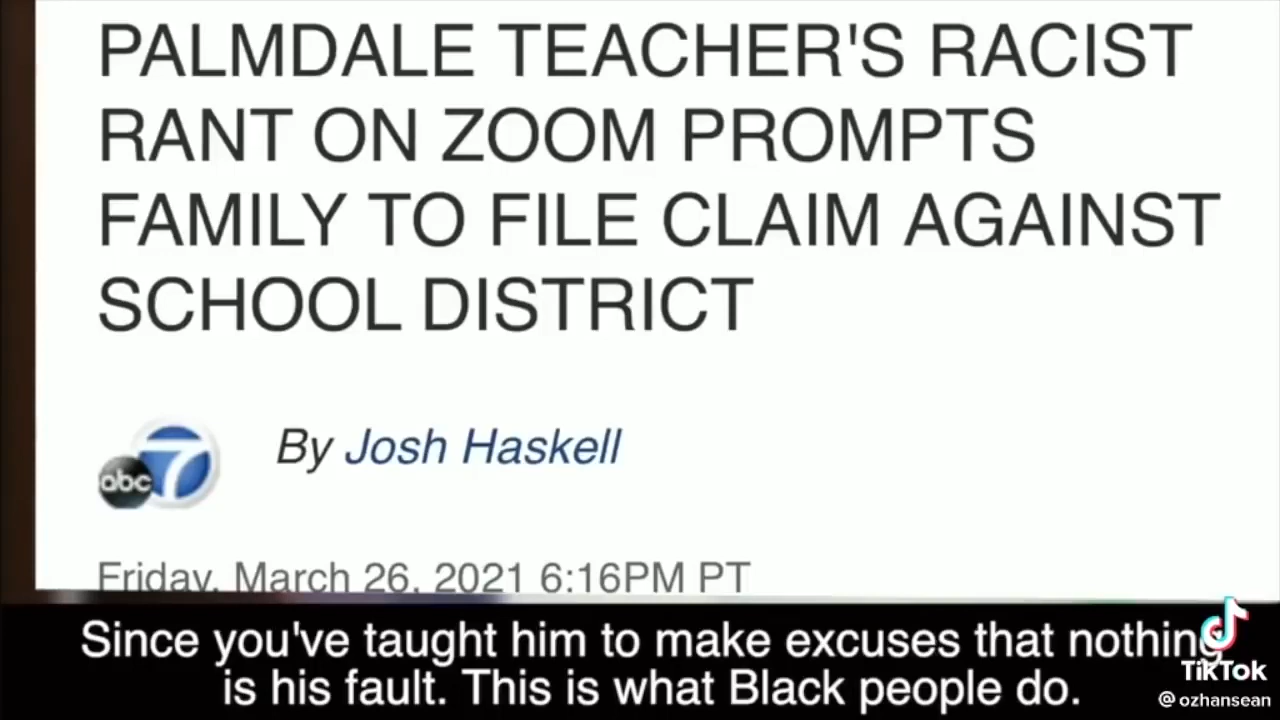 PALMDALE TEACHER'S RACIST
RANT ON ZOOM PROMPTS
FAMILY TO FILE CLAIM AGAINST
SCHOOL DISTRICT
abc 7
By Josh Haskell
Friday, March 26, 2021 6:16PM PT
Since you've taught him to make excuses that nothing
is his fault. This is what Black people do.
TikTok
@ozhansean